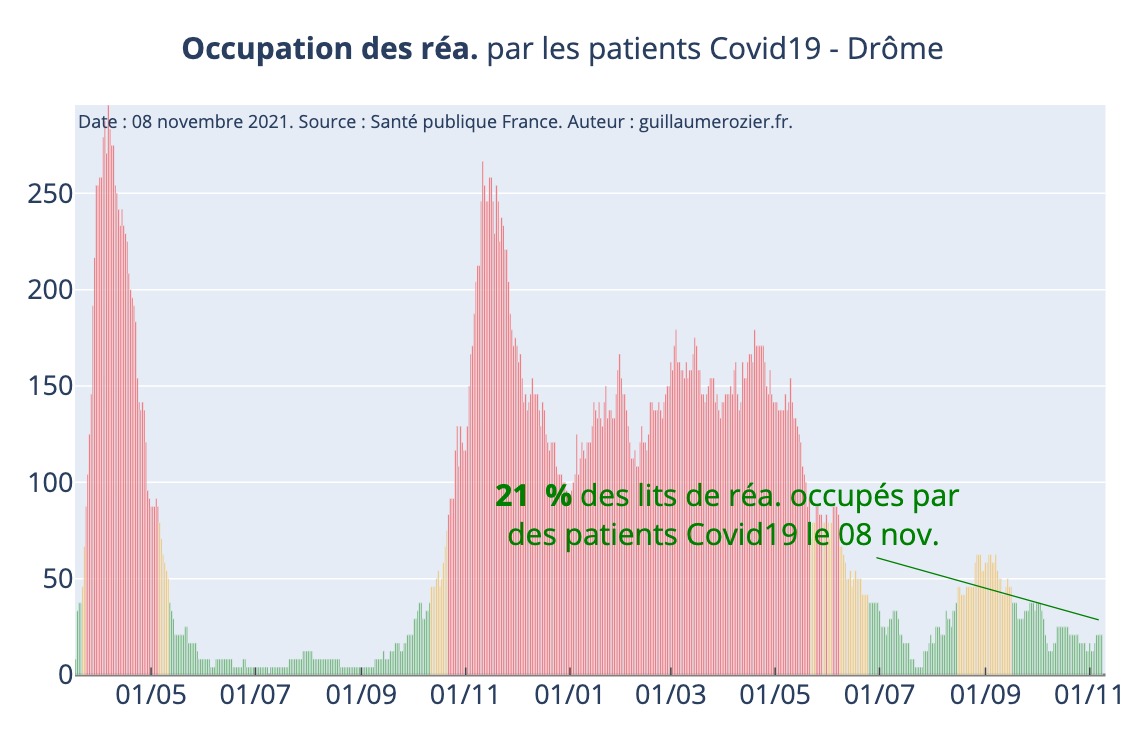 Occupation des réa. par les patients Covid19 - Drôme
Date : 08 novembre 2021. Source : Santé publique France. Auteur : guillaumerozier.fr.
250
200
150
100
50
0
21 % des lits de réa. occupés par
des patients Covid19 le 08 nov.
01/05 01/07 01/09 01/11 01/01 01/03 01/05 01/07 01/09 01/11